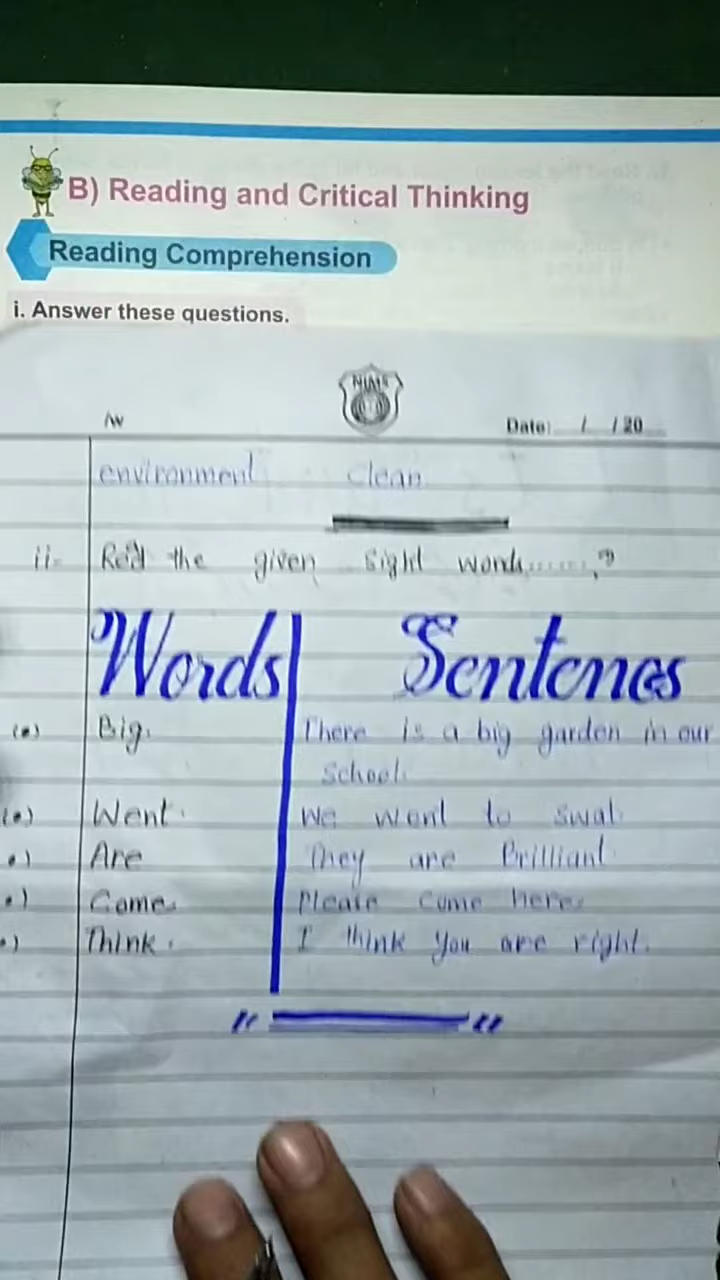 B) Reading and Critical Thinking
Reading Comprehension
i. Answer these questions.
NIMS
/w Date: / / 20
environment clean
ii- Read the given sight words......?
Words Sentences
(•) Big. There is a big garden in our
School.
(•) Went. We went to swat.
•) Are They are Brilliant.
•) Come. Please come here.
•) Think. I think you are right.